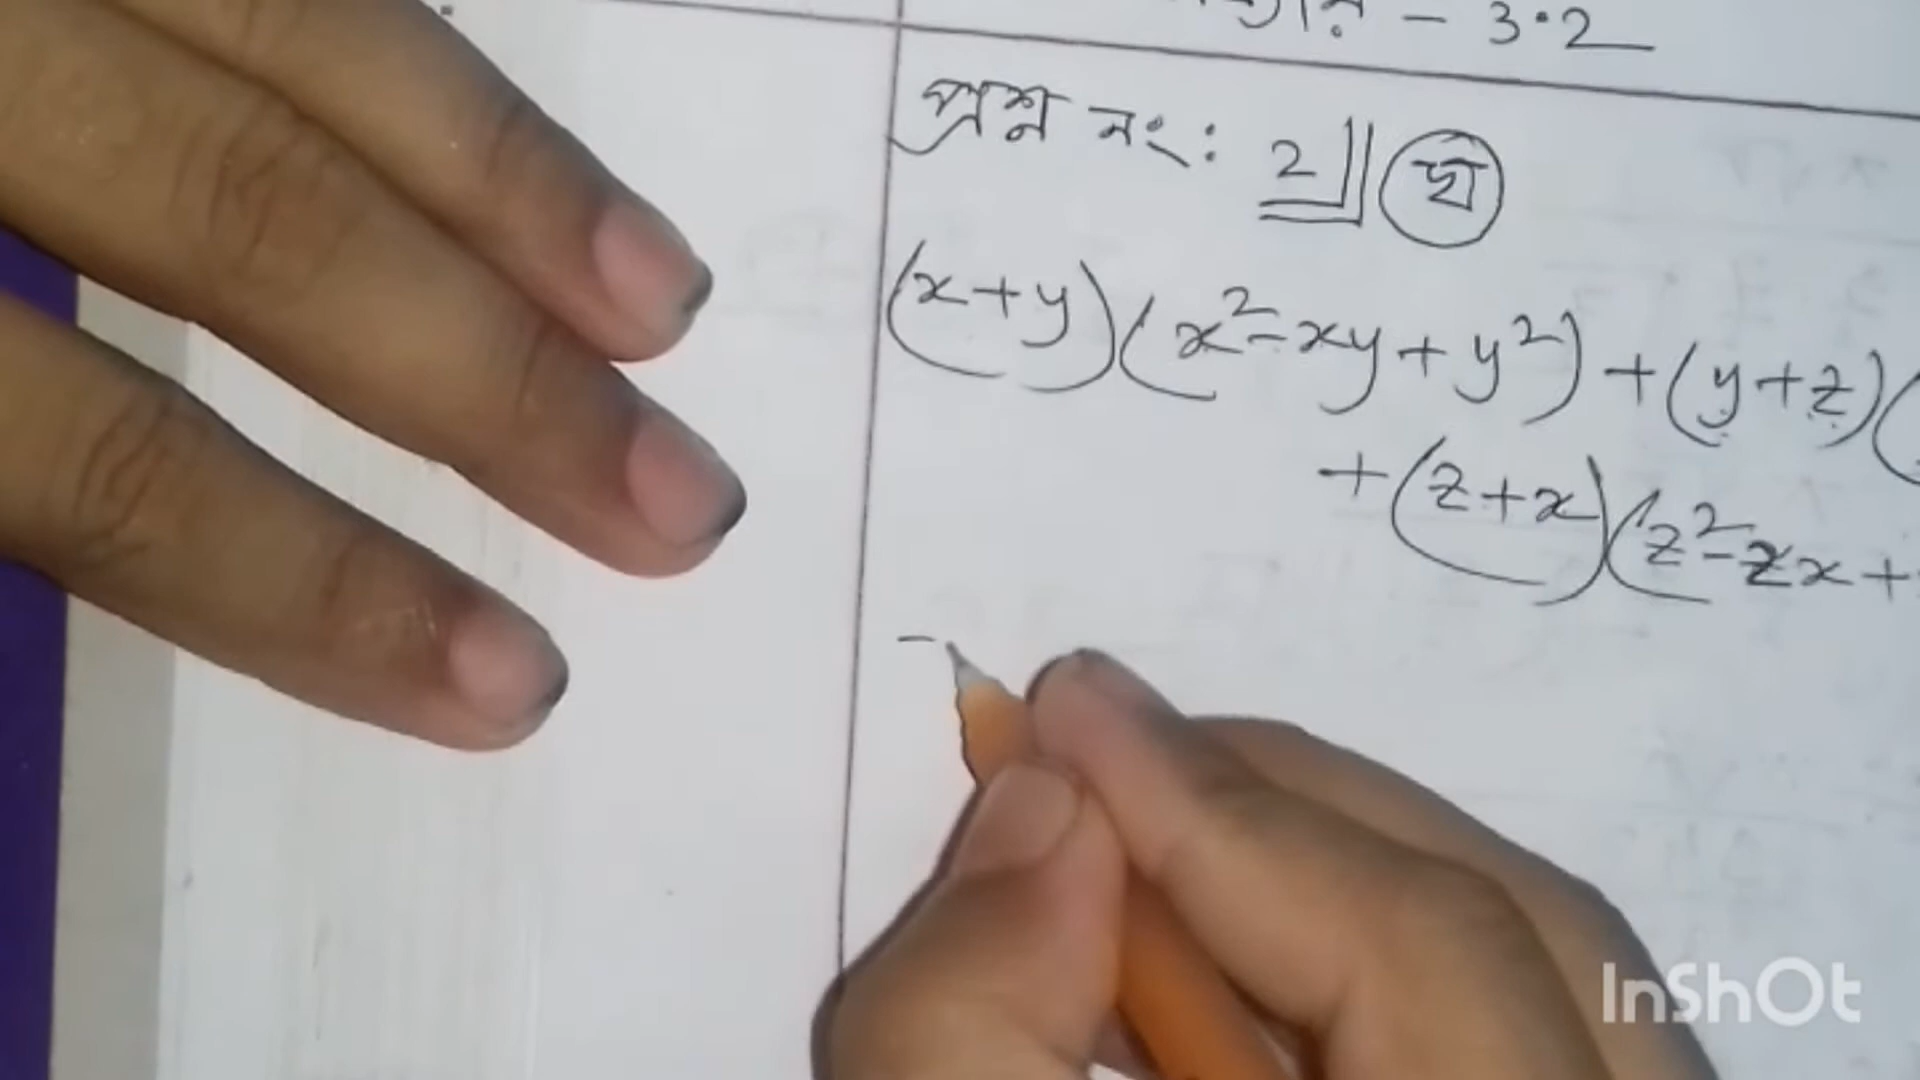 – 3.2
প্রশ্ন নং: 2 ঘ
(x+y)(x²-xy+y²)+(y+z)(
+(z+x)(z²-zx+
InShOt